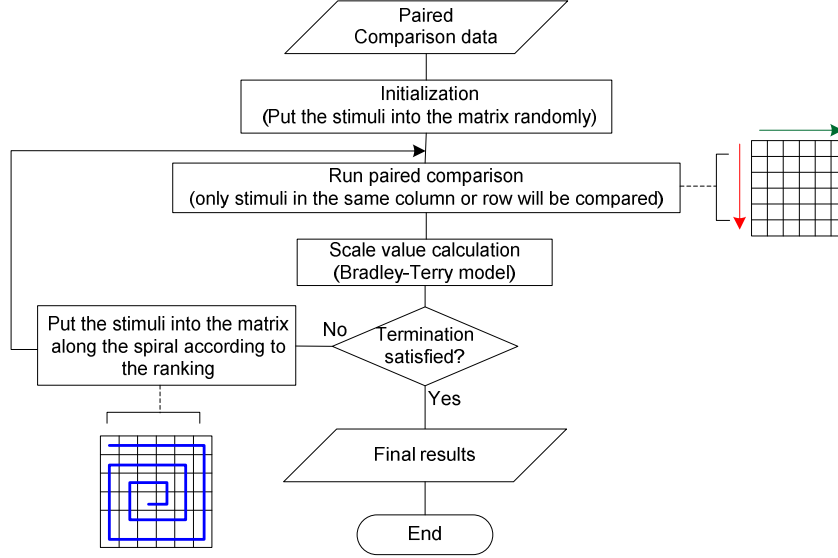 Paired
Comparison data
Initialization
(Put the stimuli into the matrix randomly)
Run paired comparison
(only stimuli in the same column or row will be compared)
Scale value calculation
(Bradley-Terry model)
Put the stimuli into the matrix
along the spiral according to
the ranking
No
Termination
satisfied?
Yes
Final results
End